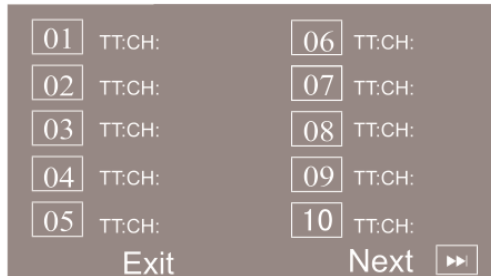 01 TT:CH: 06 TT:CH:
02 TT:CH: 07 TT:CH:
03 TT:CH: 08 TT:CH:
04 TT:CH: 09 TT:CH:
05 TT:CH: 10 TT:CH:
Exit Next